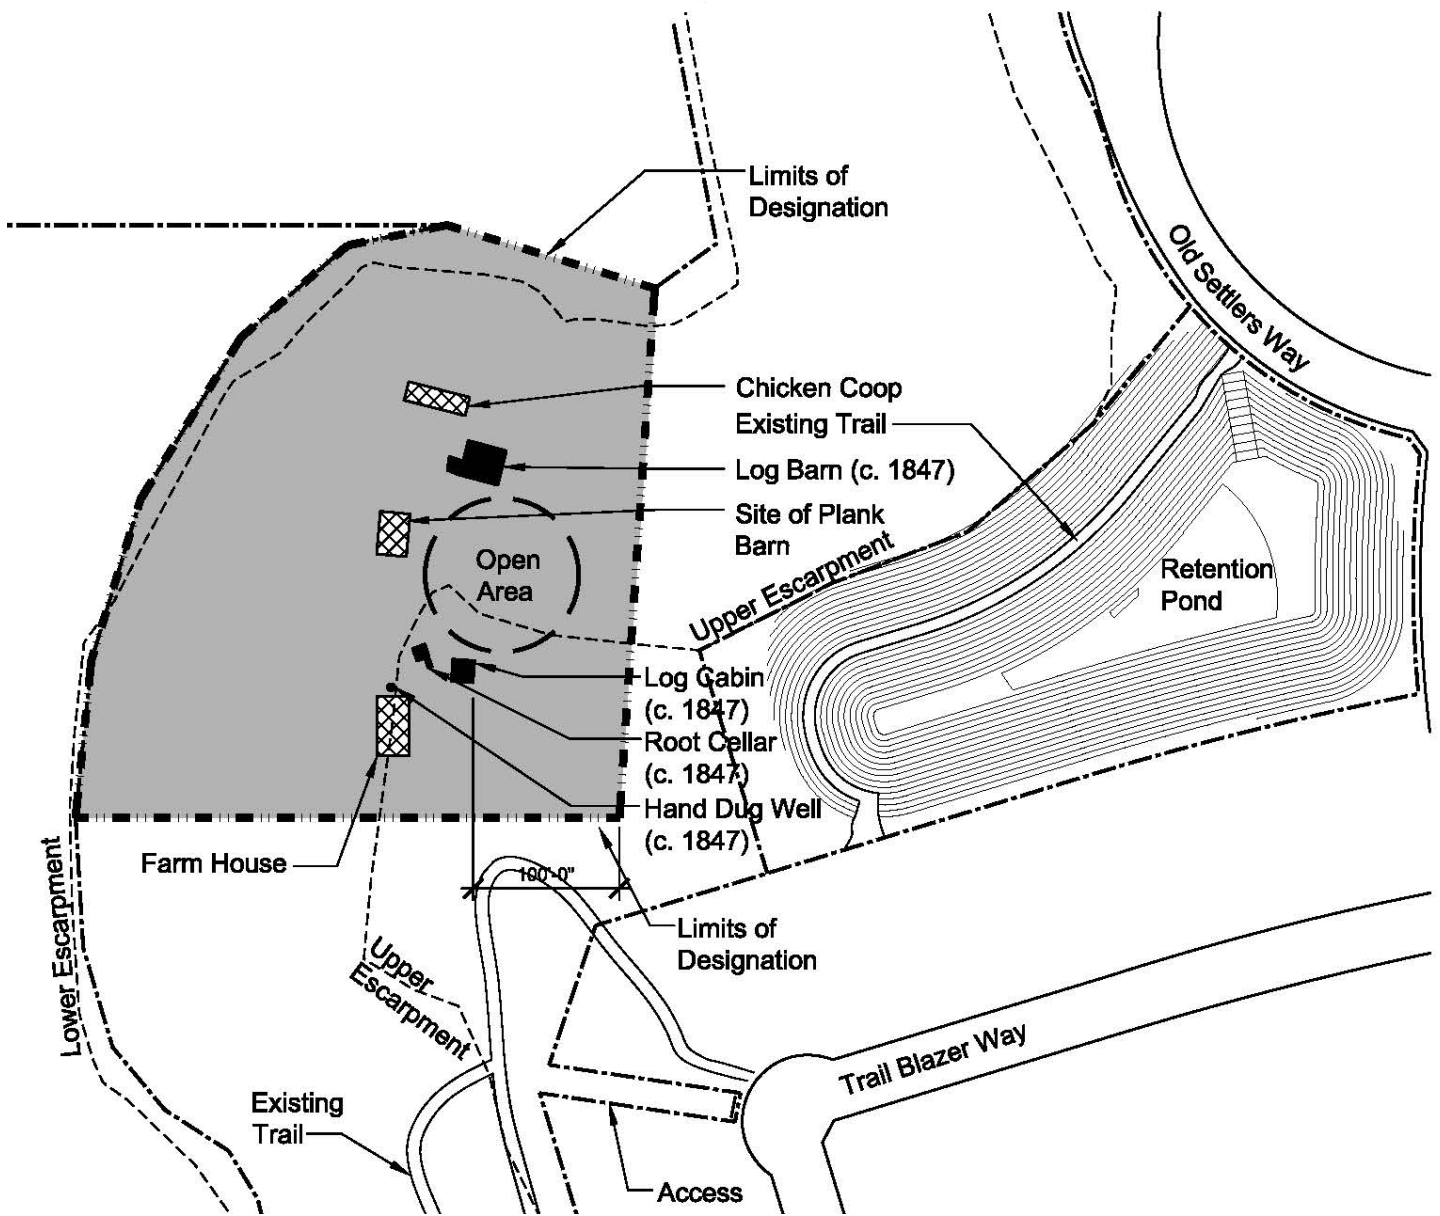 Limits of
Designation
Old Settlers Way
Chicken Coop
Existing Trail
Log Barn (c. 1847)
Site of Plank
Barn
Open
Area
Upper Escarpment
Retention
Pond
Log Cabin
(c. 1847)
Root Cellar
(c. 1847)
Hand Dug Well
(c. 1847)
Farm House
100'-0"
Lower Escarpment
Limits of
Designation
Upper
Escarpment
Trail Blazer Way
Existing
Trail
Access